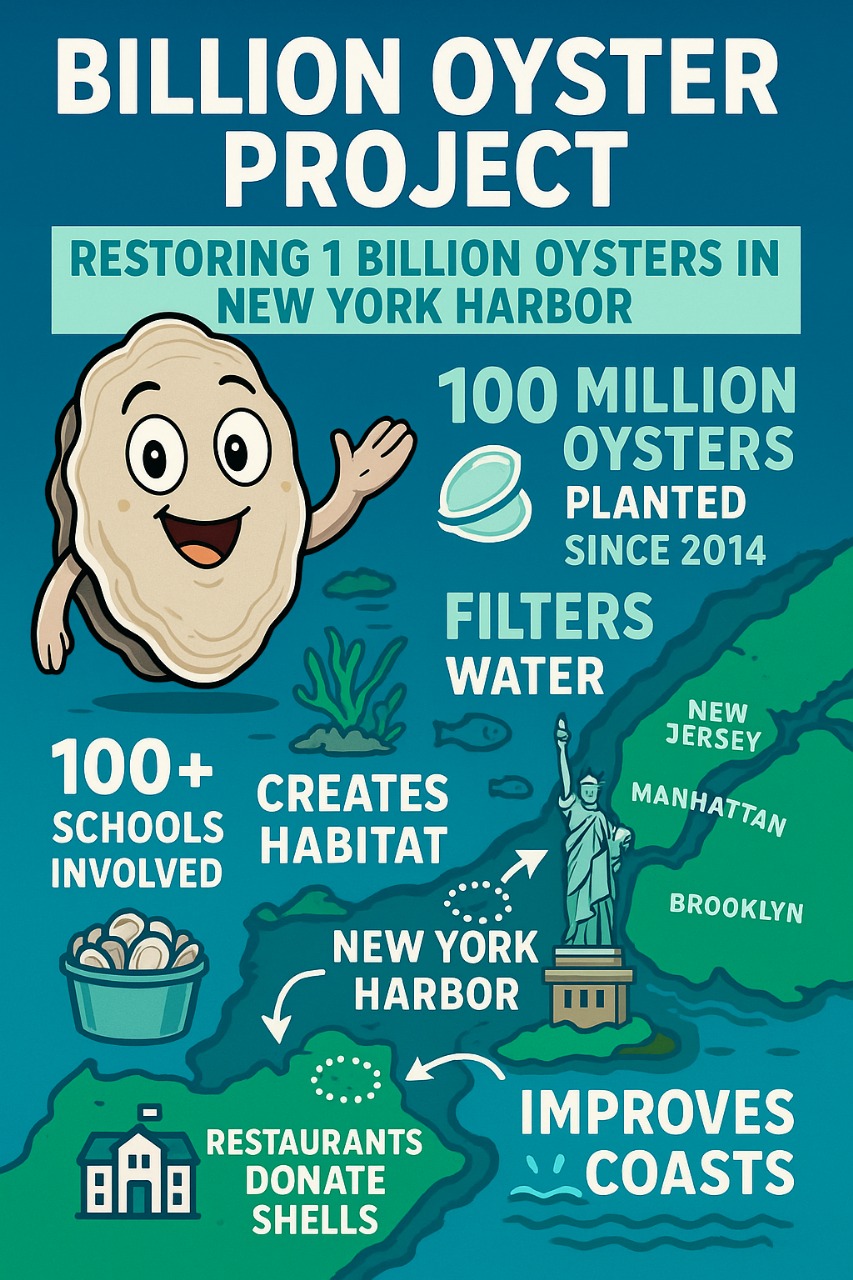 BILLION OYSTER
PROJECT
RESTORING 1 BILLION OYSTERS IN
NEW YORK HARBOR
100 MILLION
OYSTERS
PLANTED
SINCE 2014
FILTERS
WATER
NEW
JERSEY
MANHATTAN
BROOKLYN
100+
SCHOOLS
INVOLVED
CREATES
HABITAT
NEW YORK
HARBOR
RESTAURANTS
DONATE
SHELLS
IMPROVES
COASTS